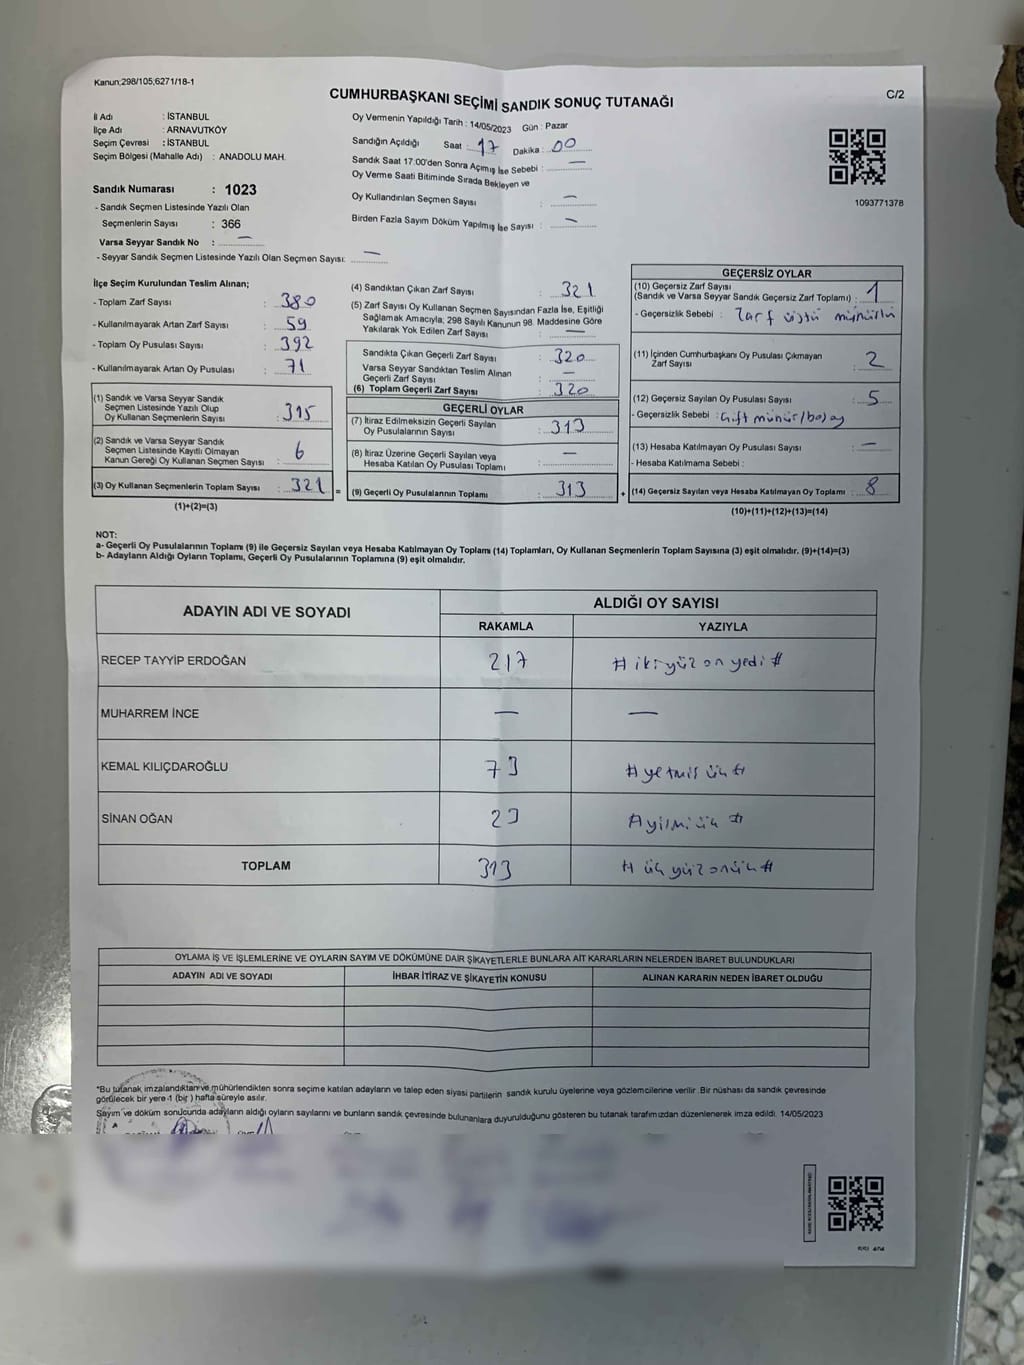 Kanun;298/105,6271/18-1
CUMHURBAŞKANI SEÇİMİ SANDIK SONUÇ TUTANAĞI
C/2
İl Adı : İSTANBUL
İlçe Adı : ARNAVUTKÖY
Seçim Çevresi : İSTANBUL
Seçim Bölgesi (Mahalle Adı) : ANADOLU MAH.
Sandık Numarası : 1023
- Sandık Seçmen Listesinde Yazılı Olan
Seçmenlerin Sayısı : 366
Varsa Seyyar Sandık No : —
- Seyyar Sandık Seçmen Listesinde Yazılı Olan Seçmen Sayısı: —
Oy Vermenin Yapıldığı Tarih : 14/05/2023 Gün : Pazar
Sandığın Açıldığı Saat : 17 Dakika : 00
Sandık Saat 17:00'den Sonra Açımış İse Sebebi : —
Oy Verme Saati Bitiminde Sırada Bekleyen ve
Oy Kullandırılan Seçmen Sayısı : —
Birden Fazla Sayım Döküm Yapılmış İse Sayısı : —
1093771378
İlçe Seçim Kurulundan Teslim Alınan;
- Toplam Zarf Sayısı : 380
- Kullanılmayarak Artan Zarf Sayısı : 59
- Toplam Oy Pusulası Sayısı : 392
- Kullanılmayarak Artan Oy Pusulası : 71
(1) Sandık ve Varsa Seyyar Sandık
Seçmen Listesinde Yazılı Olup
Oy Kullanan Seçmenlerin Sayısı : 315
(2) Sandık ve Varsa Seyyar Sandık
Seçmen Listesinde Kayıtlı Olmayan
Kanun Gereği Oy Kullanan Seçmen Sayısı : 6
(3) Oy Kullanan Seçmenlerin Toplam Sayısı : 321 =
(1)+(2)=(3)
(4) Sandıktan Çıkan Zarf Sayısı : 321
(5) Zarf Sayısı Oy Kullanan Seçmen Sayısından Fazla İse, Eşitliği
Sağlamak Amacıyla, 298 Sayılı Kanunun 98. Maddesine Göre
Yakılarak Yok Edilen Zarf Sayısı : —
Sandıkta Çıkan Geçerli Zarf Sayısı : 320
Varsa Seyyar Sandıktan Teslim Alınan
Geçerli Zarf Sayısı : —
(6) Toplam Geçerli Zarf Sayısı : 320
GEÇERLİ OYLAR
(7) İtiraz Edilmeksizin Geçerli Sayılan
Oy Pusulalarının Sayısı : 313
(8) İtiraz Üzerine Geçerli Sayılan veya
Hesaba Katılan Oy Pusulası Toplamı : —
(9) Geçerli Oy Pusulalarının Toplamı : 313 +
GEÇERSİZ OYLAR
(10) Geçersiz Zarf Sayısı
(Sandık ve Varsa Seyyar Sandık Geçersiz Zarf Toplamı) : 1
- Geçersizlik Sebebi : Zarf üstü mühürlü
(11) İçinden Cumhurbaşkanı Oy Pusulası Çıkmayan
Zarf Sayısı : 2
(12) Geçersiz Sayılan Oy Pusulası Sayısı : 5
- Geçersizlik Sebebi : çift mühür/boş oy
(13) Hesaba Katılmayan Oy Pusulası Sayısı : —
- Hesaba Katılmama Sebebi :
(14) Geçersiz Sayılan veya Hesaba Katılmayan Oy Toplamı : 8
(10)+(11)+(12)+(13)=(14)
NOT:
a- Geçerli Oy Pusulalarının Toplamı (9) ile Geçersiz Sayılan veya Hesaba Katılmayan Oy Toplamı (14) Toplamları, Oy Kullanan Seçmenlerin Toplam Sayısına (3) eşit olmalıdır. (9)+(14)=(3)
b- Adayların Aldığı Oyların Toplamı, Geçerli Oy Pusulalarının Toplamına (9) eşit olmalıdır.
ADAYIN ADI VE SOYADI
ALDIĞI OY SAYISI
RAKAMLA YAZIYLA
RECEP TAYYİP ERDOĞAN 217 # ikiyüz on yedi #
MUHARREM İNCE — —
KEMAL KILIÇDAROĞLU 73 # yetmiş üç #
SİNAN OĞAN 23 # yirmi üç #
TOPLAM 313 # üç yüz onüç #
OYLAMA İŞ VE İŞLEMLERİNE VE OYLARIN SAYIM VE DÖKÜMÜNE DAİR ŞİKAYETLERLE BUNLARA AİT KARARLARIN NELERDEN İBARET BULUNDUKLARI
ADAYIN ADI VE SOYADI İHBAR İTİRAZ VE ŞİKAYETİN KONUSU ALINAN KARARIN NEDEN İBARET OLDUĞU
*Bu tutanak imzalandıktan ve mühürlendikten sonra seçime katılan adayların ve talep eden siyasi partilerin sandık kurulu üyelerine veya gözlemcilerine verilir. Bir nüshası da sandık çevresinde
görülecek bir yere 1 (bir ) hafta süreyle asılır.
Sayım ve döküm sonucunda adayların aldığı oyların sayılarını ve bunların sandık çevresinde bulunanlara duyurulduğunu gösteren bu tutanak tarafımızdan düzenlenerek imza edildi. 14/05/2023